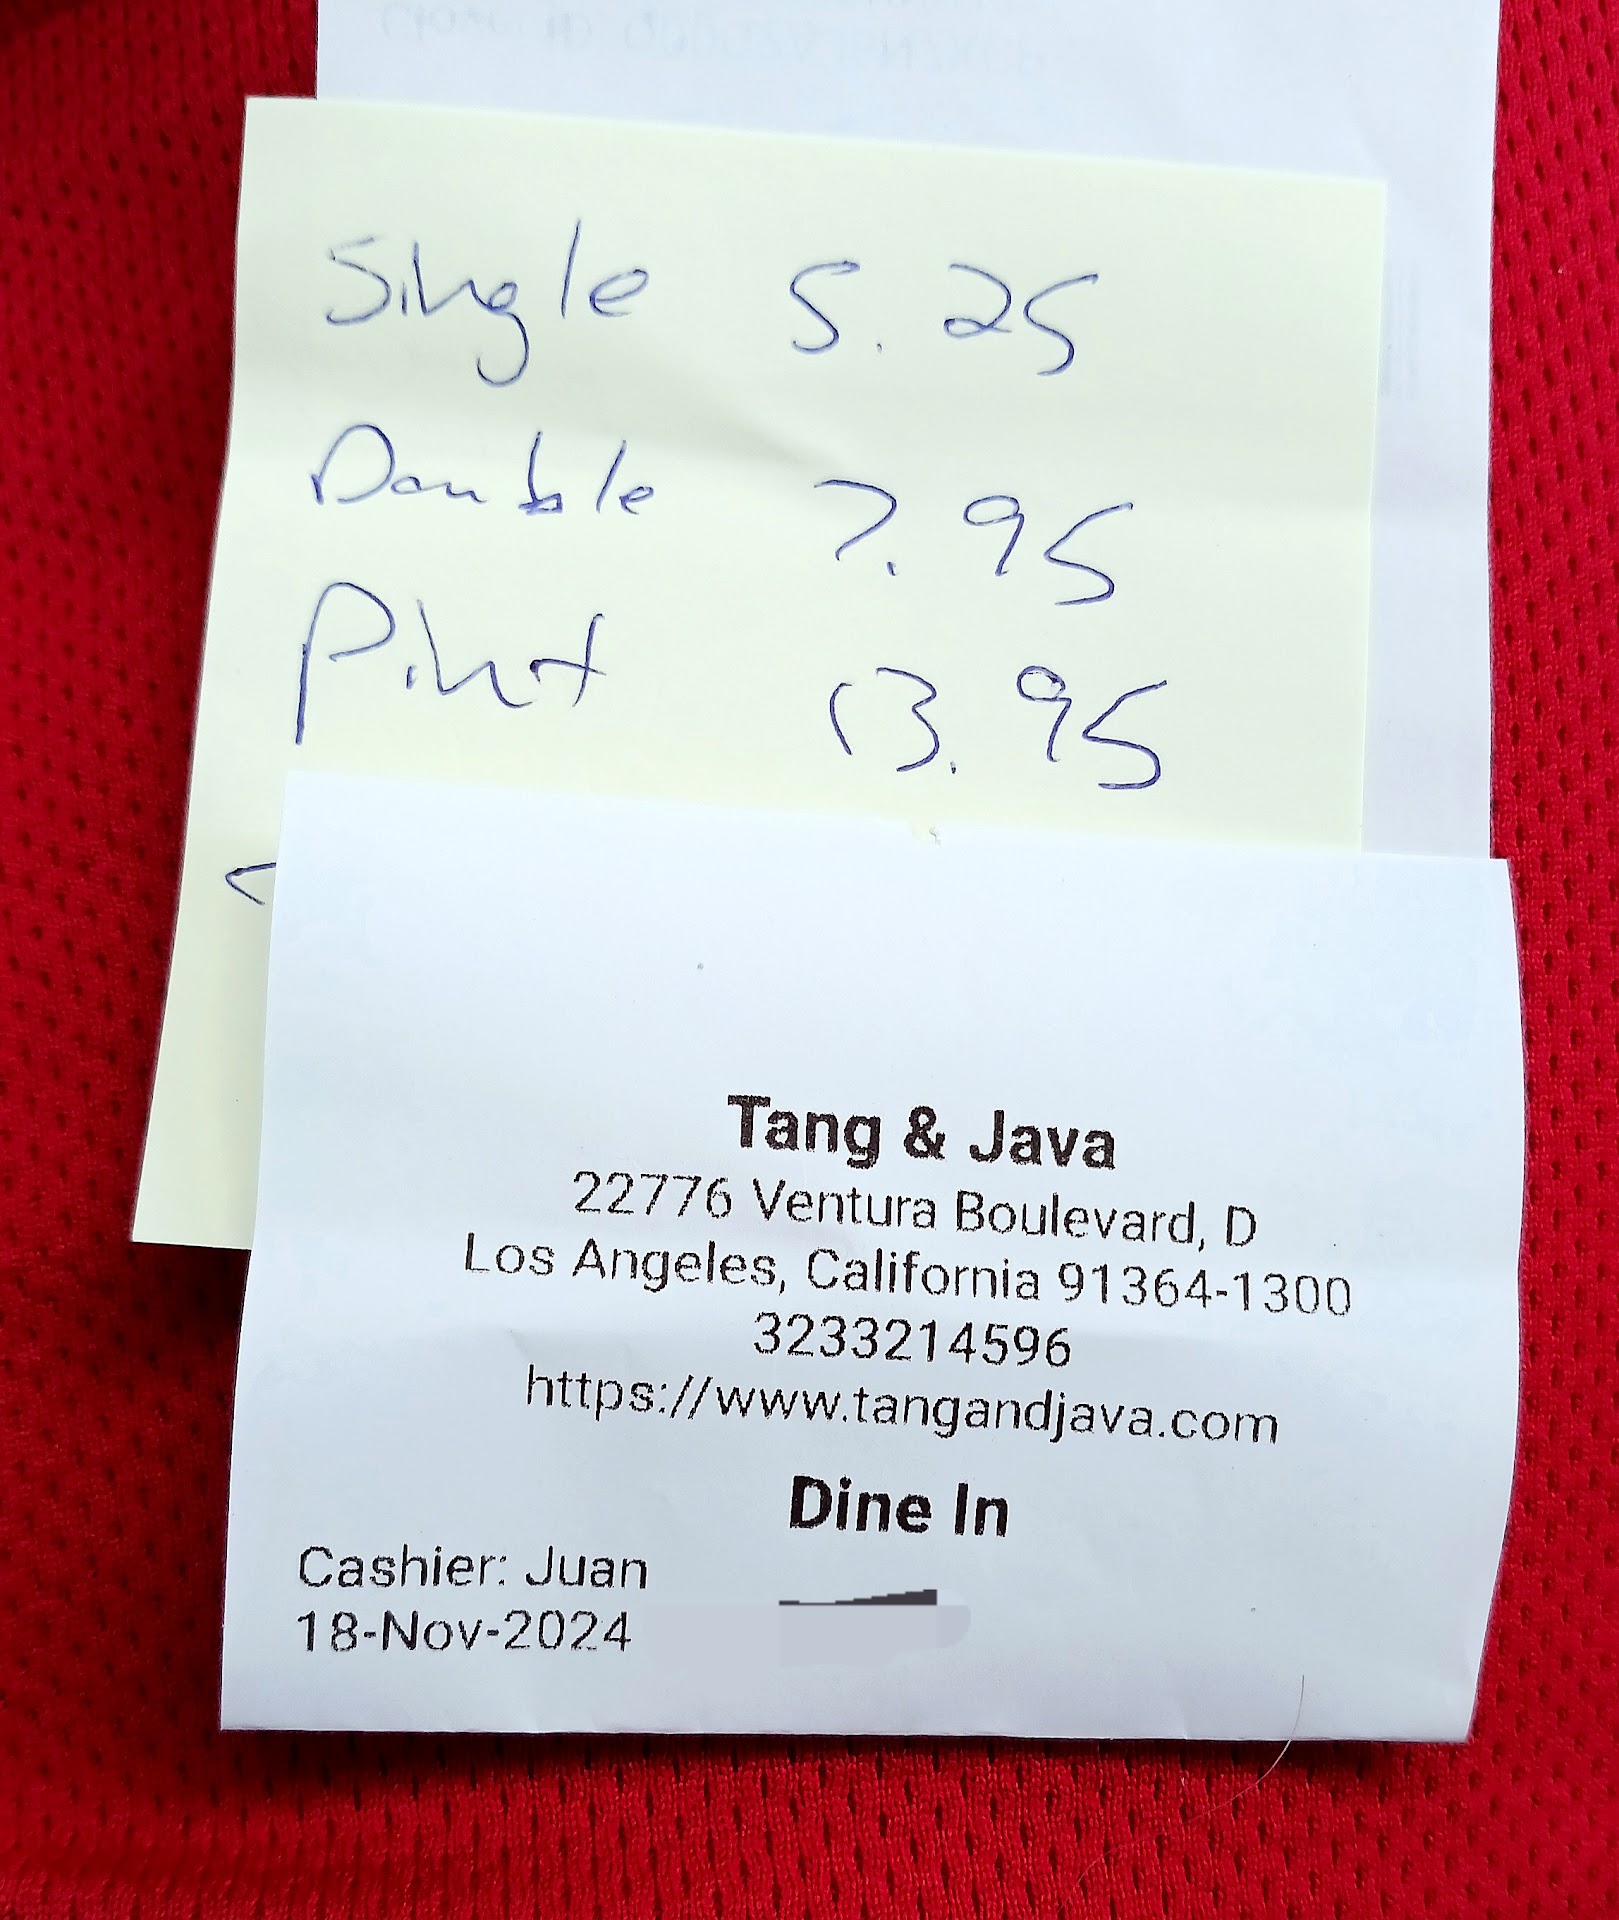 Single 5.25
Double 7.95
Pint 13.95
Tang & Java
22776 Ventura Boulevard, D
Los Angeles, California 91364-1300
3233214596
https://www.tangandjava.com
Dine In
Cashier: Juan
18-Nov-2024